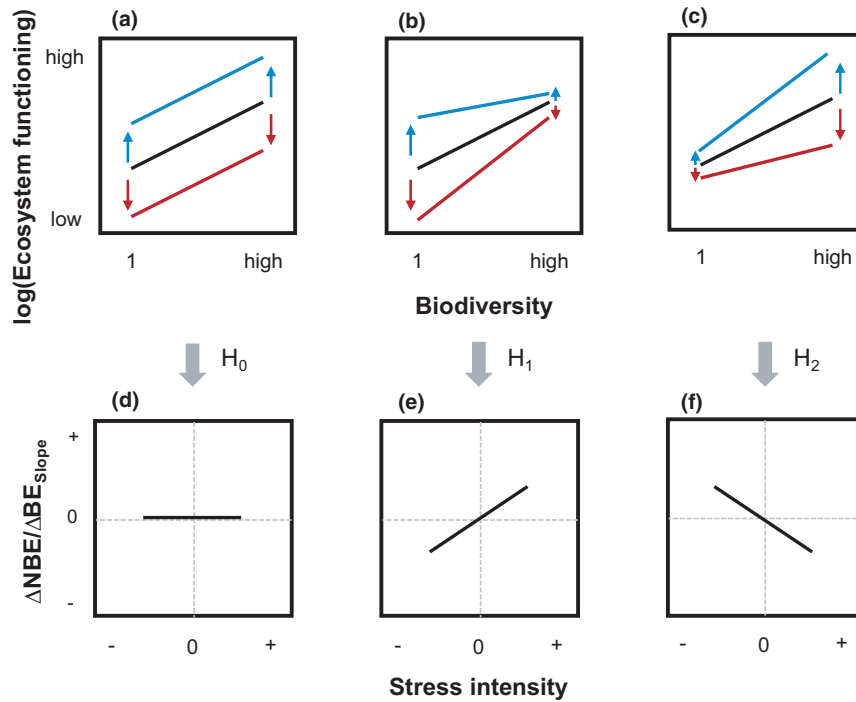 (a)
(b)
(c)
log(Ecosystem functioning)
high
low
1 high
1 high
1 high
Biodiversity
H0
H1
H2
(d)
(e)
(f)
ΔNBE/ΔBESlope
+
0
-
- 0 +
- 0 +
- 0 +
Stress intensity